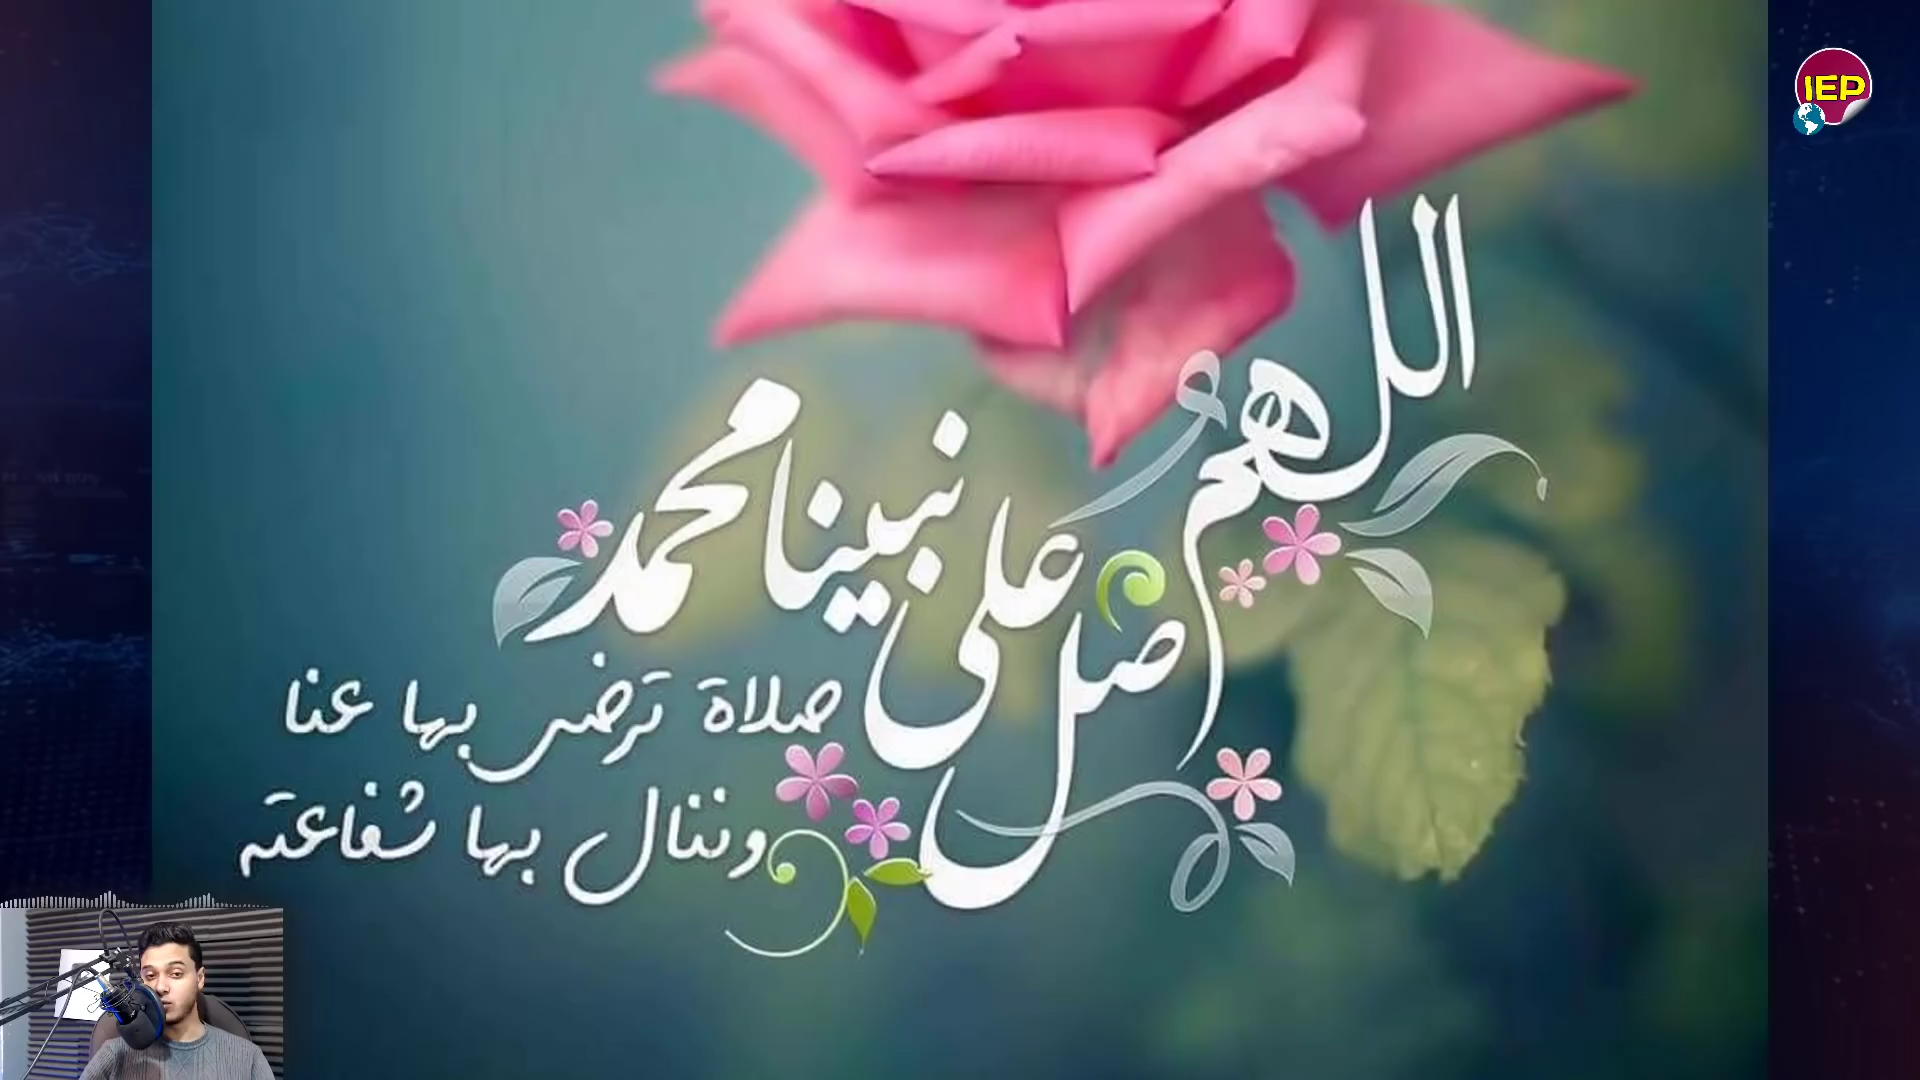 اللهم
صل على نبينا محمد
صلاة ترضى بها عنا
وننال بها شفاعته
IEP